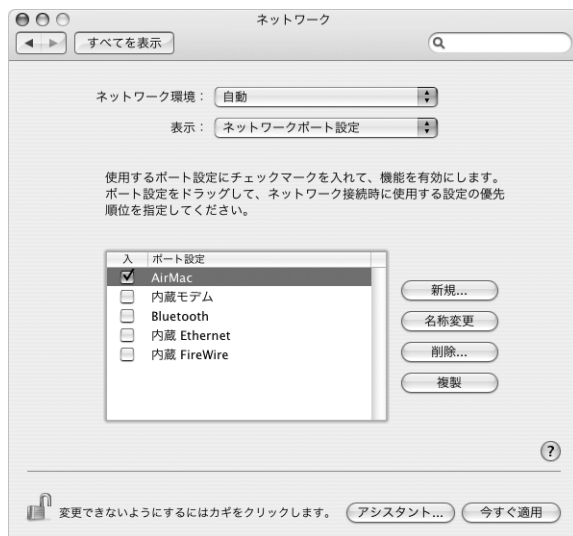 ネットワーク
すべてを表示
ネットワーク環境： 自動
表示： ネットワークポート設定
使用するポート設定にチェックマークを入れて、機能を有効にします。
ポート設定をドラッグして、ネットワーク接続時に使用する設定の優先
順位を指定してください。
入 ポート設定
AirMac
内蔵モデム
Bluetooth
内蔵 Ethernet
内蔵 FireWire
新規...
名称変更
削除...
複製
?
変更できないようにするにはカギをクリックします。 アシスタント... 今すぐ適用